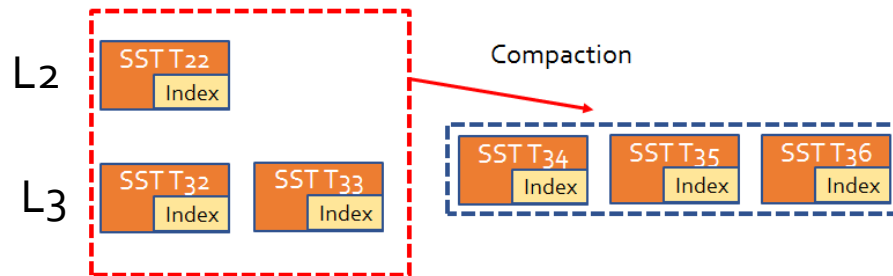 L2
SST T22
Index
Compaction
L3
SST T32
Index
SST T33
Index
SST T34
Index
SST T35
Index
SST T36
Index